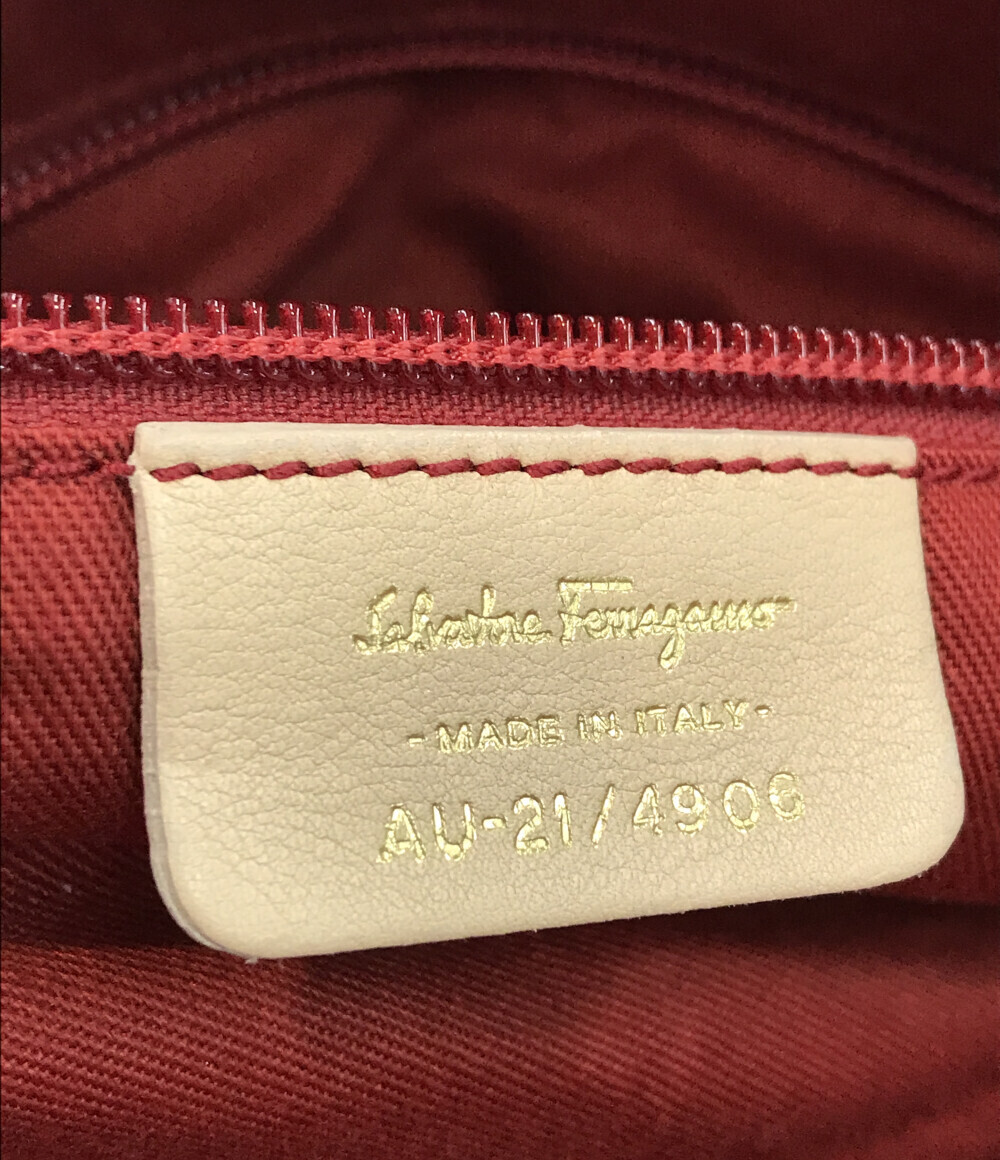 Salvatore Ferragamo
- MADE IN ITALY -
AU-21/4906